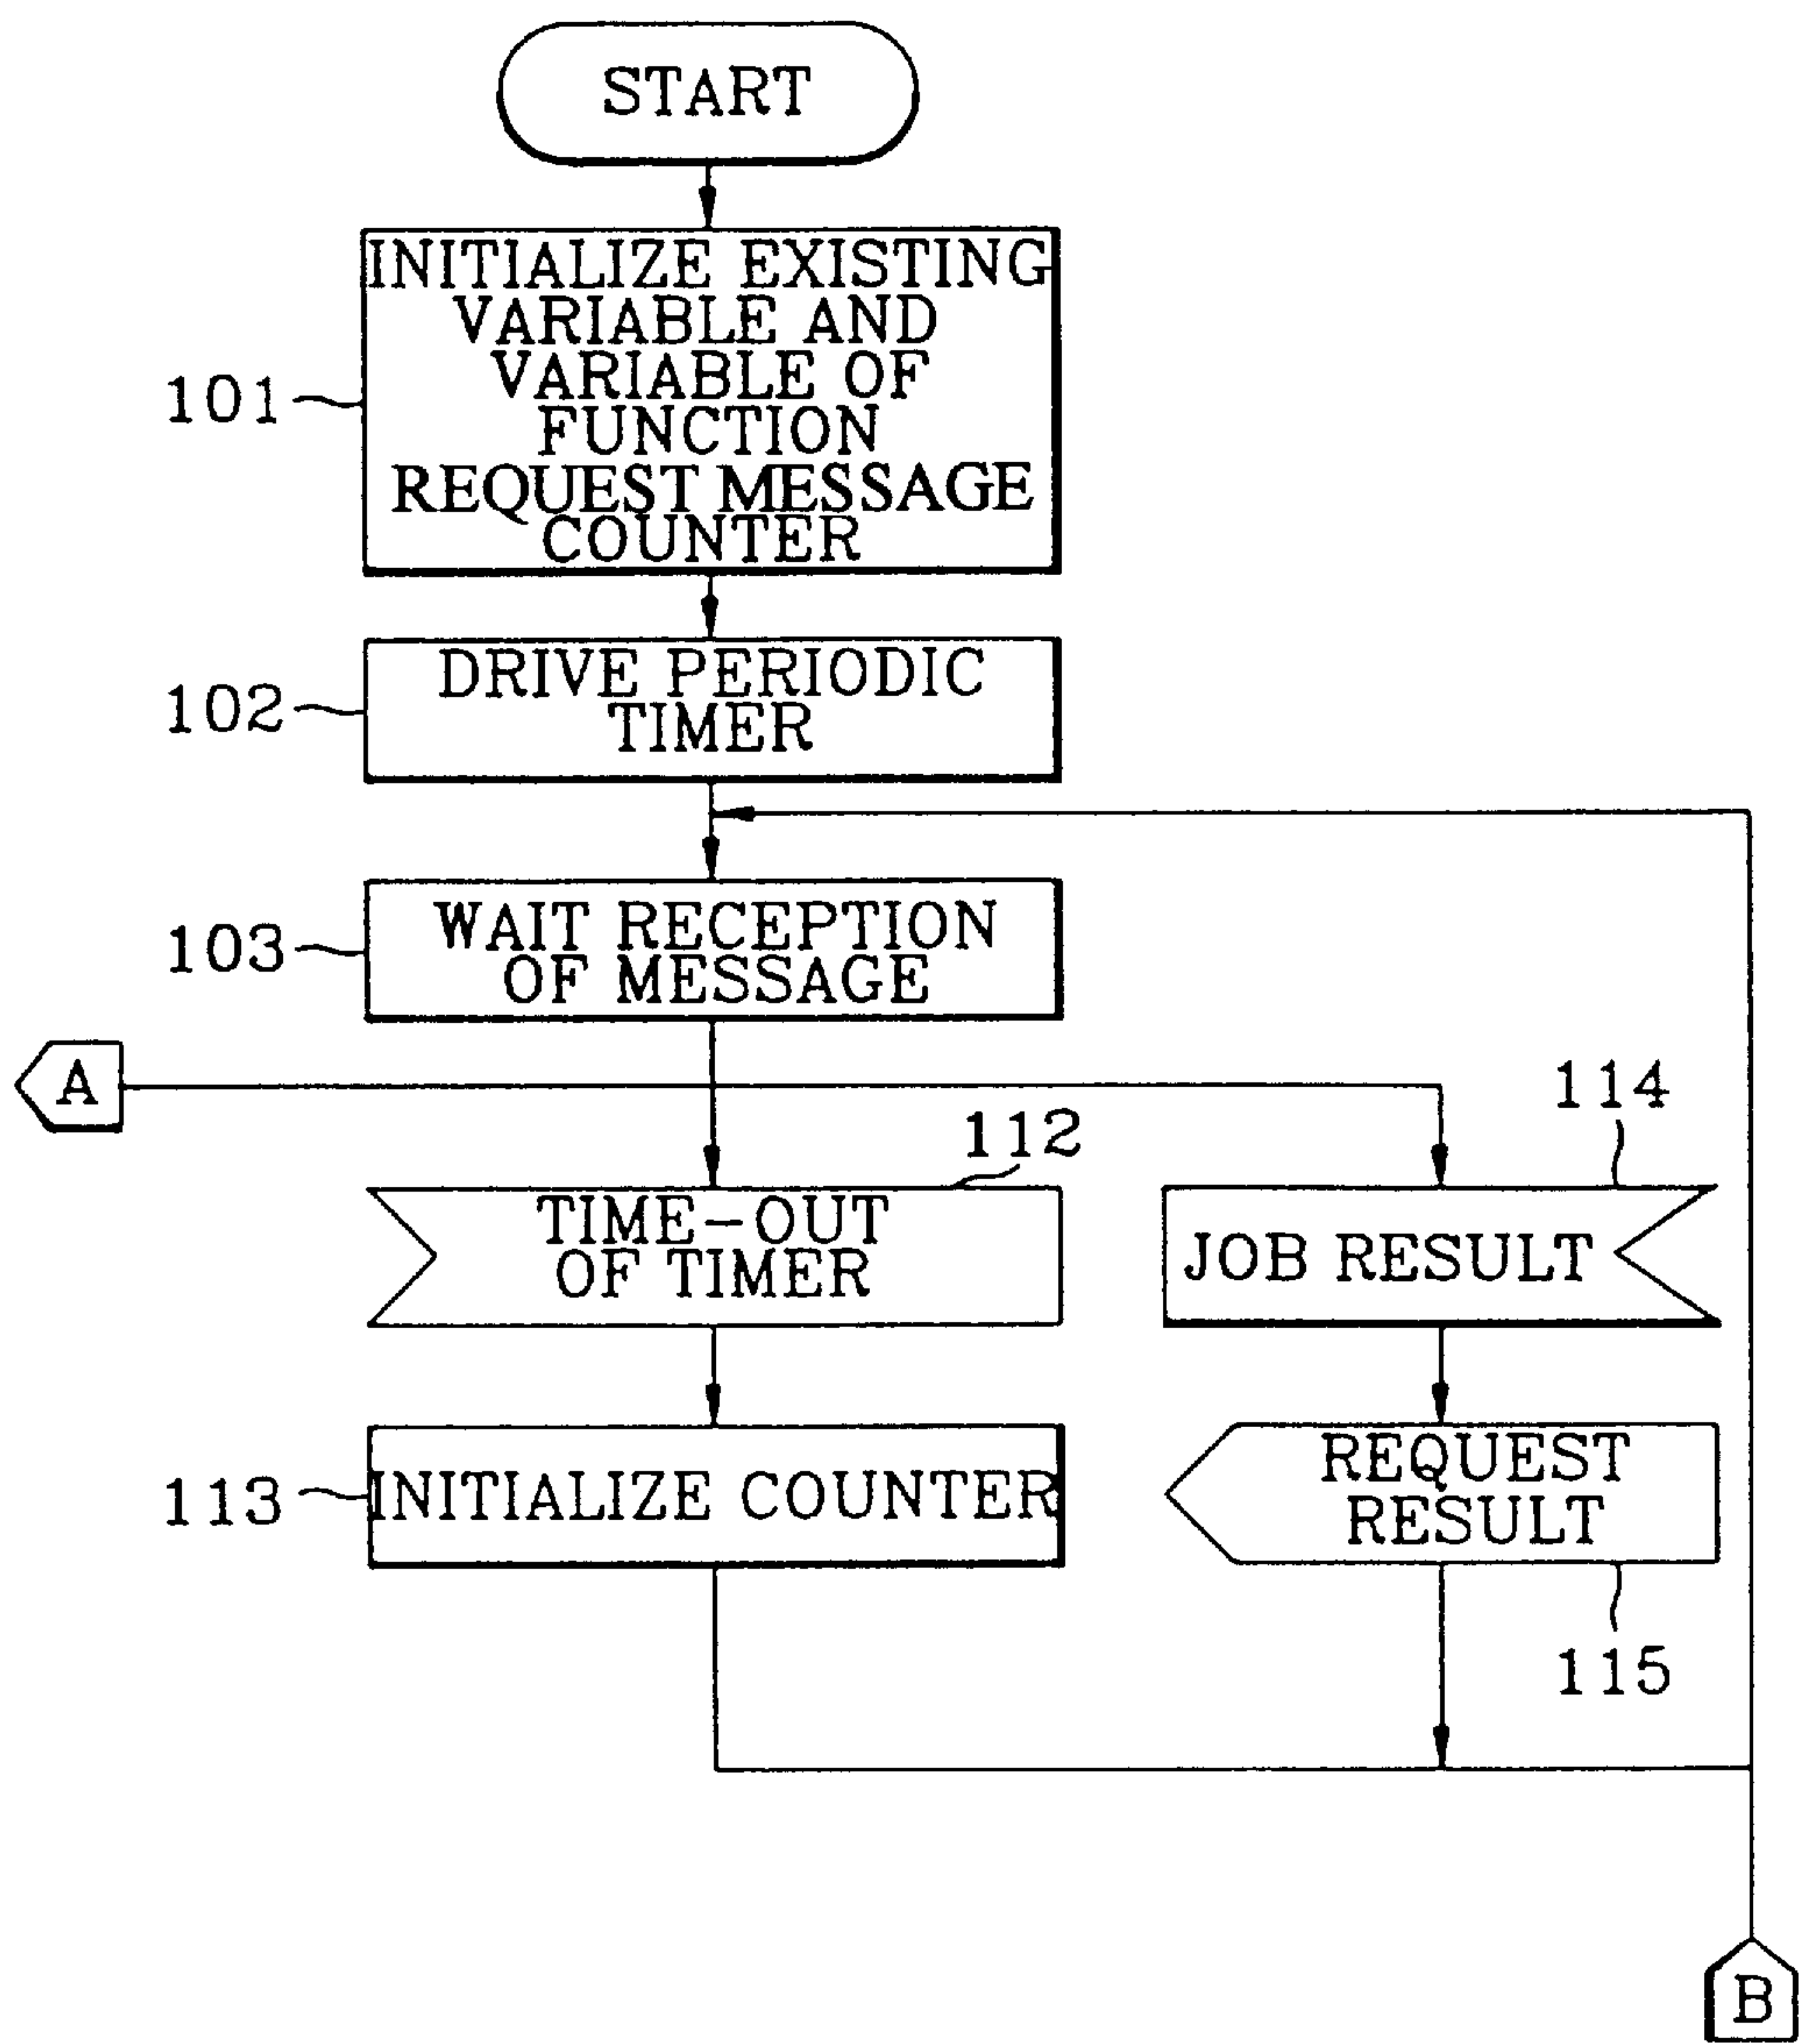 START
INITIALIZE EXISTING
VARIABLE AND
VARIABLE OF
FUNCTION
REQUEST MESSAGE
COUNTER
101
DRIVE PERIODIC
TIMER
102
WAIT RECEPTION
OF MESSAGE
103
A
114
112
TIME-OUT
OF TIMER
JOB RESULT
113
INITIALIZE COUNTER
REQUEST
RESULT
115
B